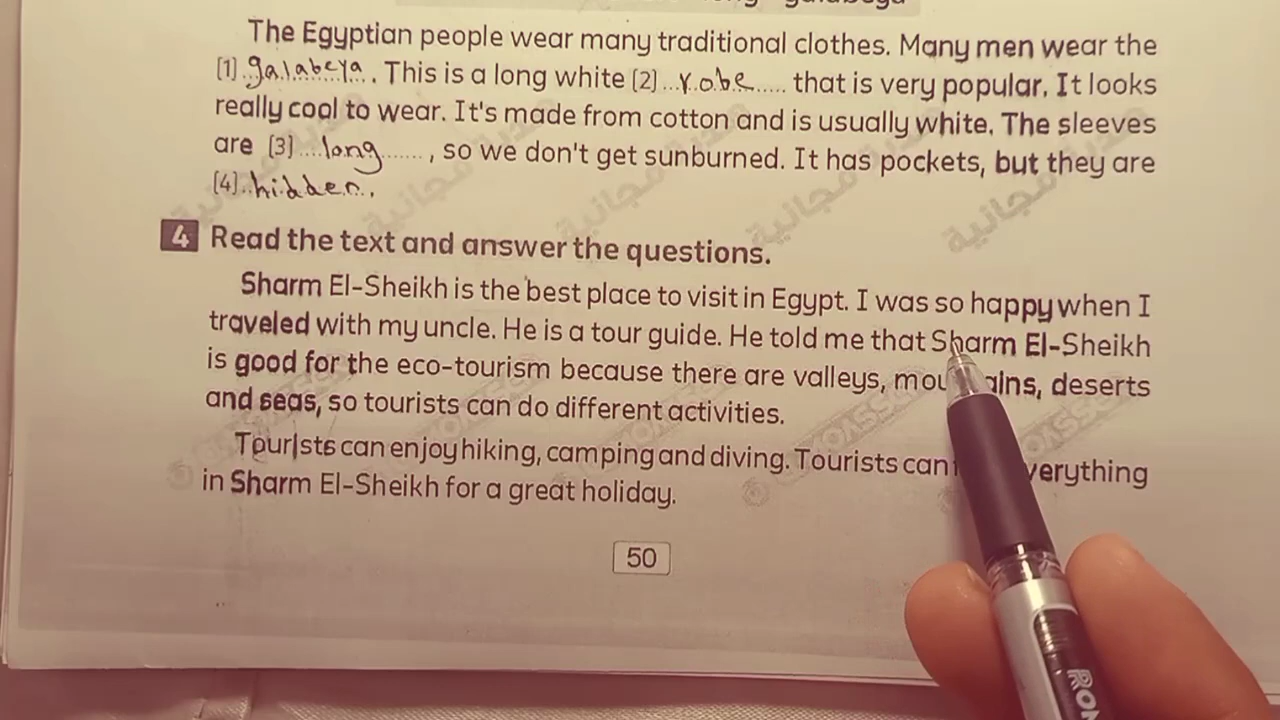 The Egyptian people wear many traditional clothes. Many men wear the
[1] galabeya. This is a long white [2] robe that is very popular. It looks
really cool to wear. It's made from cotton and is usually white. The sleeves
are [3] long, so we don't get sunburned. It has pockets, but they are
[4] hidden.
4 Read the text and answer the questions.
Sharm El-Sheikh is the best place to visit in Egypt. I was so happy when I
traveled with my uncle. He is a tour guide. He told me that Sharm El-Sheikh
is good for the eco-tourism because there are valleys, mountains, deserts
and seas, so tourists can do different activities.
Tourists can enjoy hiking, camping and diving. Tourists can everything
in Sharm El-Sheikh for a great holiday.
50